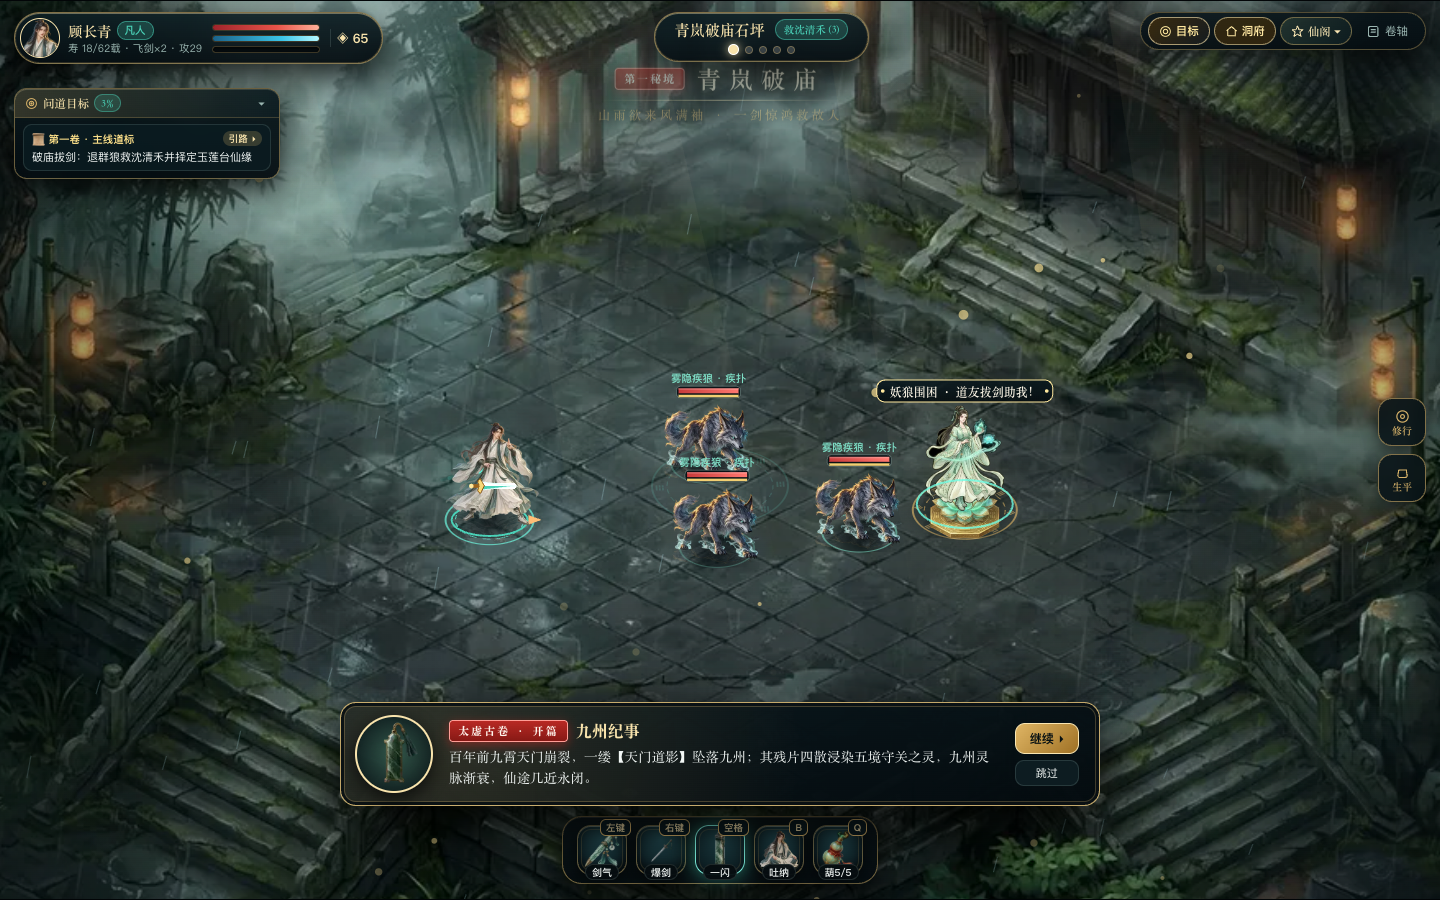 顾长青 凡人
寿 18/62载 · 飞剑×2 · 攻29
65
青岚破庙石坪 救沈清禾 (3)
目标 洞府 仙阁 卷轴
第一秘境 青岚破庙
山雨欲来风满袖 · 一剑惊鸿救故人
问道目标 3%
第一卷 · 主线道标 引路
破庙拔剑：退群狼救沈清禾并择定玉莲台仙缘
雾隐疾狼 · 疾扑
妖狼围困 · 道友拔剑助我！
雾隐疾狼 · 疾扑
雾隐疾狼 · 疾扑
修行
生平
太虚古卷 · 开篇 九州纪事
百年前九霄天门崩裂，一缕【天门道影】坠落九州；其残片四散浸染五境守关之灵，九州灵
脉渐衰，仙途几近永闭。
继续
跳过
左键 右键 空格 B Q
剑气 爆剑 一闪 吐纳 葫5/5